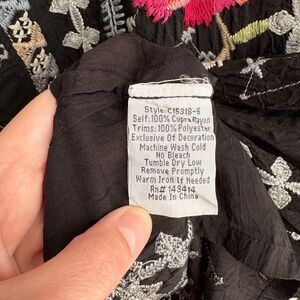 Style: C15318-6
Self:100% Cupra Rayon
Trims:100% Polyester
Exclusive Of Decoration
Machine Wash Cold
No Bleach
Tumble Dry Low
Remove Promptly
Warm Iron If Needed
Rn# 149414
Made In China